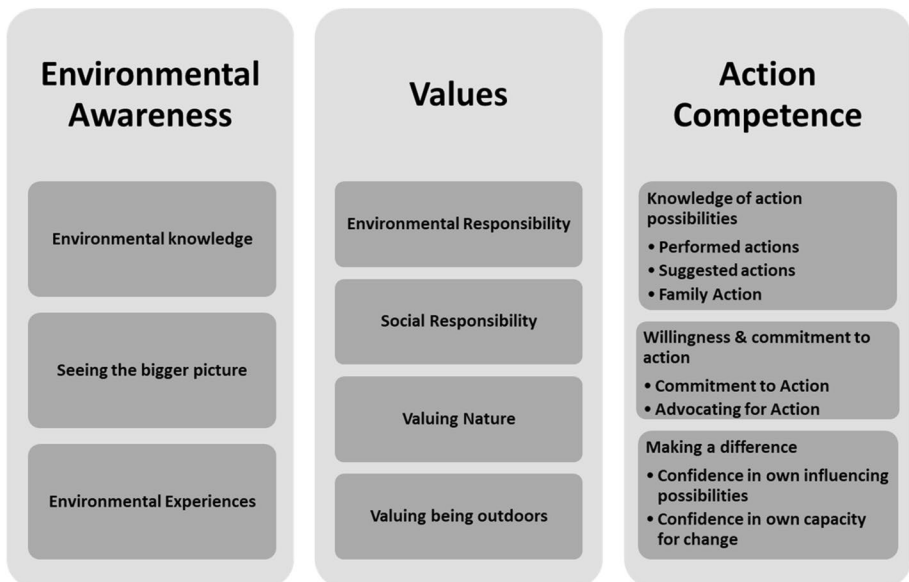 Environmental
Awareness
Environmental knowledge
Seeing the bigger picture
Environmental Experiences
Values
Environmental Responsibility
Social Responsibility
Valuing Nature
Valuing being outdoors
Action
Competence
Knowledge of action
possibilities
• Performed actions
• Suggested actions
• Family Action
Willingness & commitment to
action
• Commitment to Action
• Advocating for Action
Making a difference
• Confidence in own influencing
possibilities
• Confidence in own capacity
for change